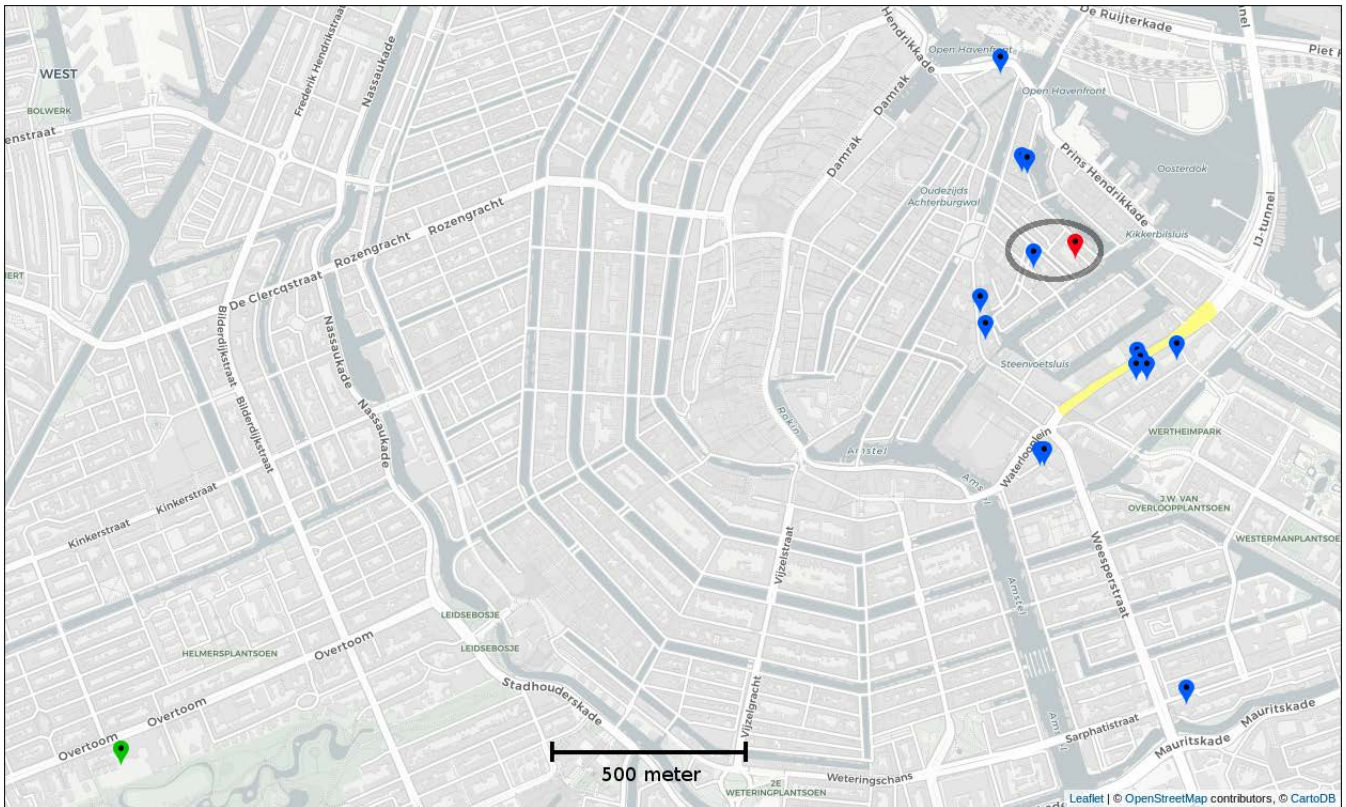 De Ruijterkade
Piet H
Hendrikkade
Open Havenfront
Open Havenfront
Frederik Hendrikstraat
Nassaukade
WEST
BOLWERK
enstraat
Damrak
Damrak
Prins Hendrikkade
Oosterdok
IJ-tunnel
Oudezijds
Achterburgwal
Kikkerbilsluis
Rozengracht
Rozengracht
De Clercqstraat
Bilderdijkstraat
Nassaukade
Steenvoetsluis
Nassaukade
Bilderdijkstraat
Rokin
Amstel
Waterlooplein
WERTHEIMPARK
Amstel
Kinkerstraat
Kinkerstraat
J.W. VAN
OVERLOOPPLANTSOEN
WESTERMANPLANTSOE
Vijzelstraat
Weesperstraat
Amstel
LEIDSEBOSJE
LEIDSEBOSJE
HELMERSPLANTSOEN
Overtoom
Overtoom
Overtoom
Stadhouderskade
Vijzelgracht
Sarphatistraat
Mauritskade
Mauritskade
Amstel
500 meter
Weteringschans
2E
WETERINGPLANTSOEN
Leaflet | © OpenStreetMap contributors, © CartoDB